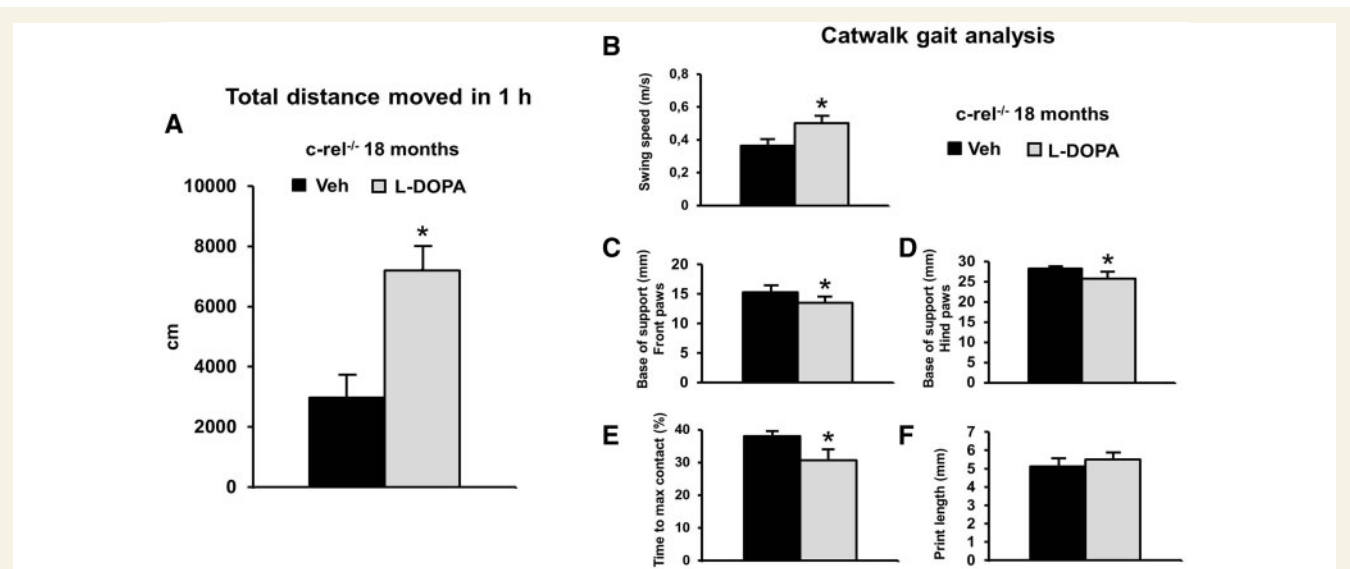 Total distance moved in 1 h
A
c-rel-/- 18 months
Veh
L-DOPA
10000
8000
6000
4000
2000
0
cm
*
Catwalk gait analysis
B
Swing speed (m/s)
0,8
0,6
0,4
0,2
0
*
c-rel-/- 18 months
Veh
L-DOPA
C
Base of support (mm)
Front paws
20
15
10
5
0
*
D
Base of support (mm)
Hind paws
30
25
20
15
10
5
0
*
E
Time to max contact (%)
40
30
20
10
0
*
F
Print length (mm)
7
6
5
4
3
2
1
0